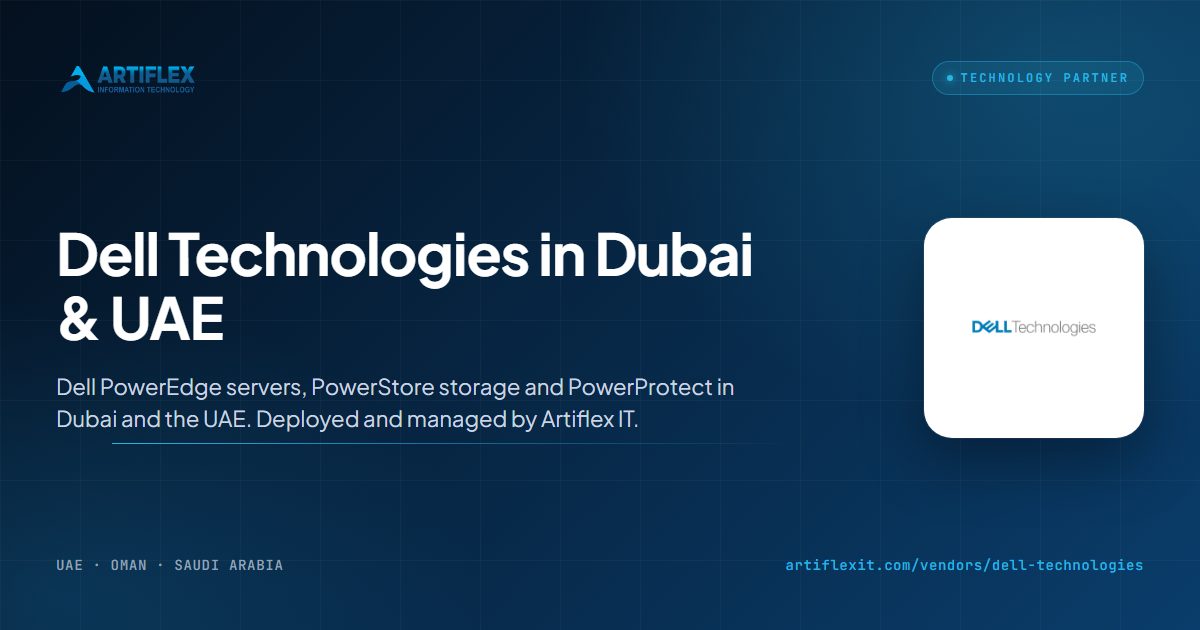 ARTIFLEX
INFORMATION TECHNOLOGY
TECHNOLOGY PARTNER
Dell Technologies in Dubai
& UAE
Dell PowerEdge servers, PowerStore storage and PowerProtect in
Dubai and the UAE. Deployed and managed by Artiflex IT.
DELL Technologies
UAE · OMAN · SAUDI ARABIA
artiflexit.com/vendors/dell-technologies